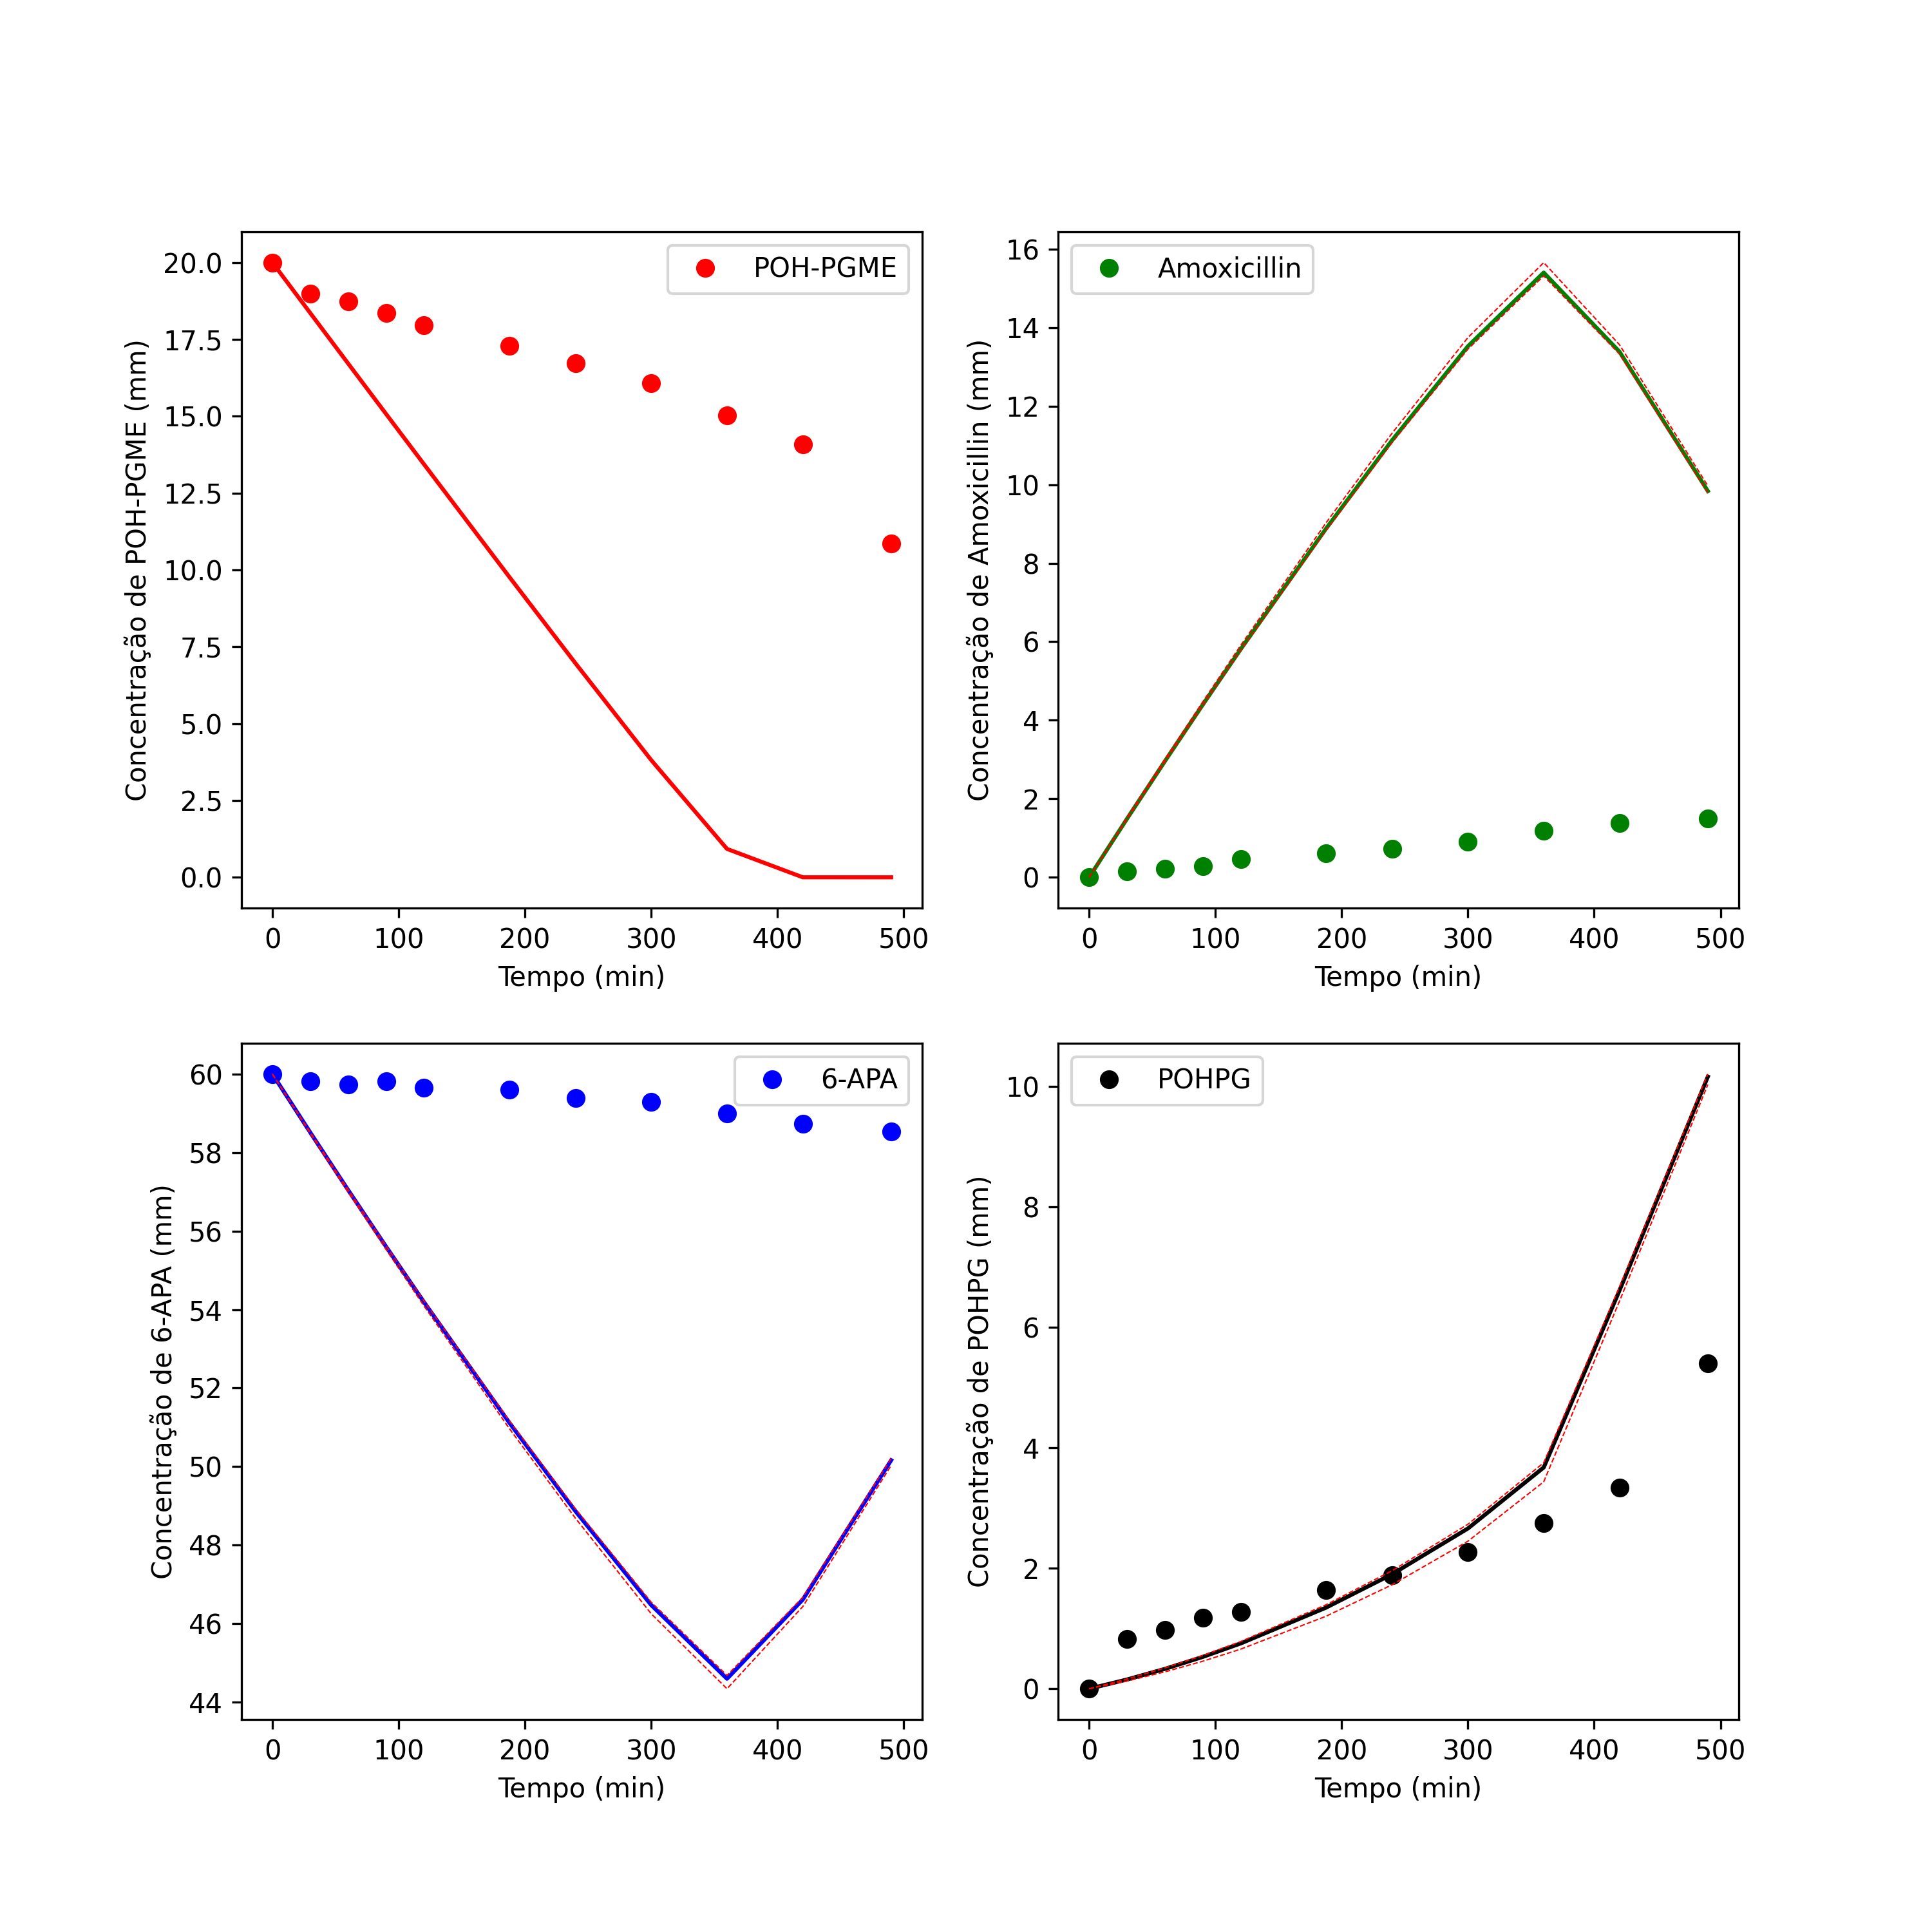 POH-PGME
Concentração de POH-PGME (mm)
20.0
17.5
15.0
12.5
10.0
7.5
5.0
2.5
0.0
0 100 200 300 400 500
Tempo (min)
Amoxicillin
Concentração de Amoxicillin (mm)
16
14
12
10
8
6
4
2
0
0 100 200 300 400 500
Tempo (min)
6-APA
Concentração de 6-APA (mm)
60
58
56
54
52
50
48
46
44
0 100 200 300 400 500
Tempo (min)
POHPG
Concentração de POHPG (mm)
10
8
6
4
2
0
0 100 200 300 400 500
Tempo (min)